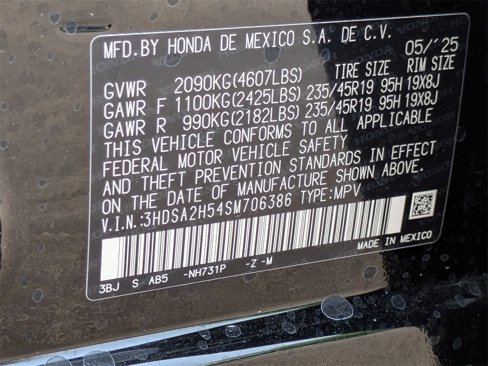 MFD. BY HONDA DE MEXICO S.A. DE C.V.
05/'25
TIRE SIZE RIM SIZE
GVWR 2090KG(4607LBS)
GAWR F 1100KG(2425LBS) 235/45R19 95H 19X8J
GAWR R 990KG(2182LBS) 235/45R19 95H 19X8J
THIS VEHICLE CONFORMS TO ALL APPLICABLE
FEDERAL MOTOR VEHICLE SAFETY
AND THEFT PREVENTION STANDARDS IN EFFECT
ON THE DATE OF MANUFACTURE SHOWN ABOVE.
V.I.N.:3HDSA2H54SM706386 TYPE:MPV
MADE IN MEXICO
3BJ S AB5 -NH731P -Z -M